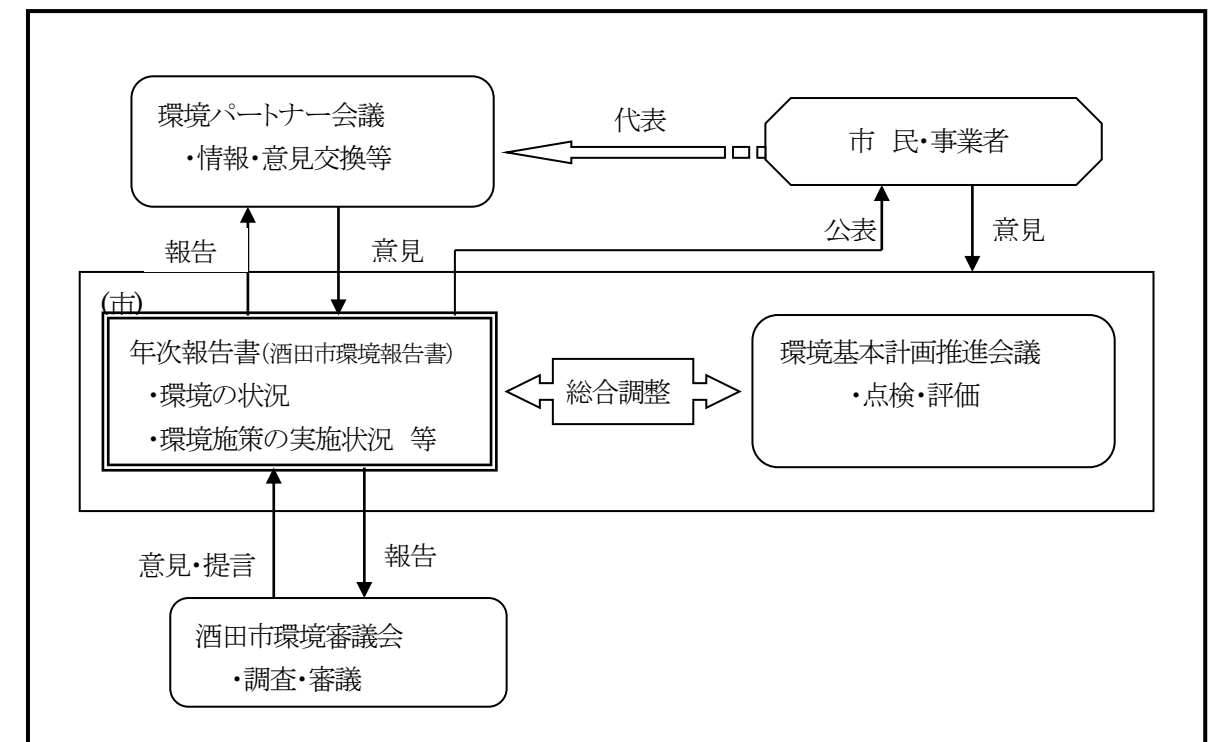 環境パートナー会議
・情報・意見交換等
代表
市 民・事業者
報告
意見
公表
意見
(市)
年次報告書(酒田市環境報告書)
・環境の状況
・環境施策の実施状況 等
総合調整
環境基本計画推進会議
・点検・評価
意見・提言
報告
酒田市環境審議会
・調査・審議